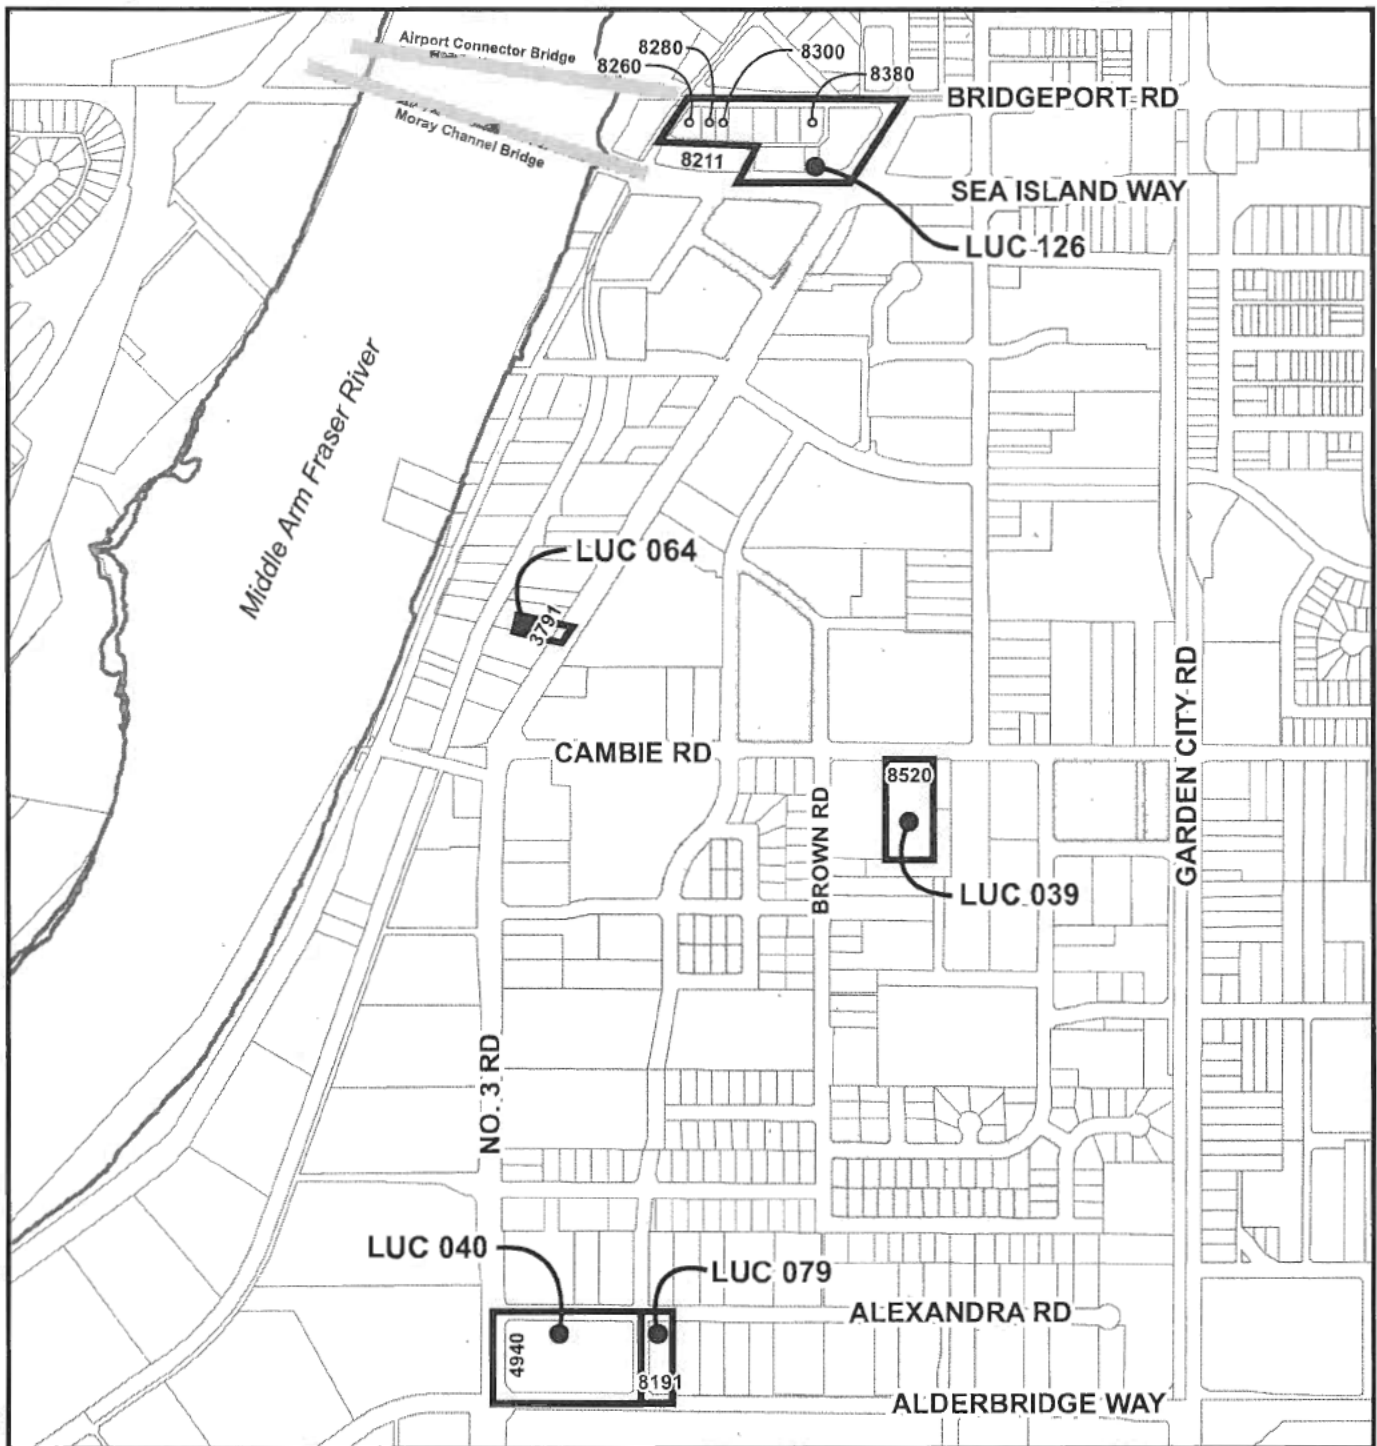 Airport Connector Bridge
8280
8300
8260
8380
BRIDGEPORT RD
Moray Channel Bridge
8211
SEA ISLAND WAY
LUC 126
Middle Arm Fraser River
LUC 064
3791
CAMBIE RD
8520
BROWN RD
GARDEN CITY RD
LUC 039
NO. 3 RD
LUC 040
LUC 079
ALEXANDRA RD
4940
8191
ALDERBRIDGE WAY